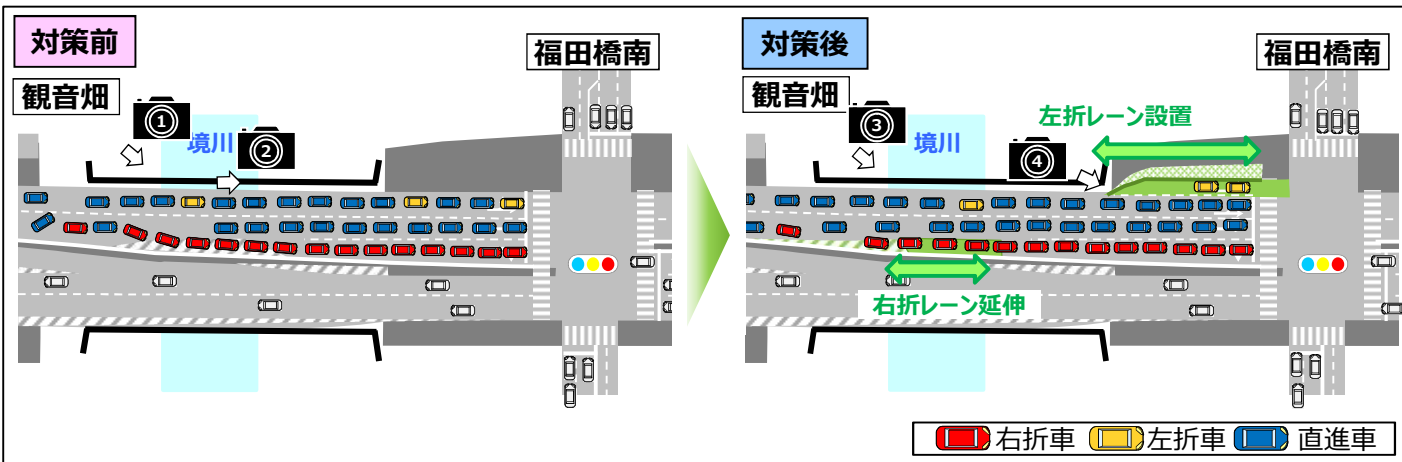 対策前
福田橋南
観音畑
①
境川
②
対策後
福田橋南
観音畑
③
境川
④
左折レーン設置
右折レーン延伸
右折車 左折車 直進車